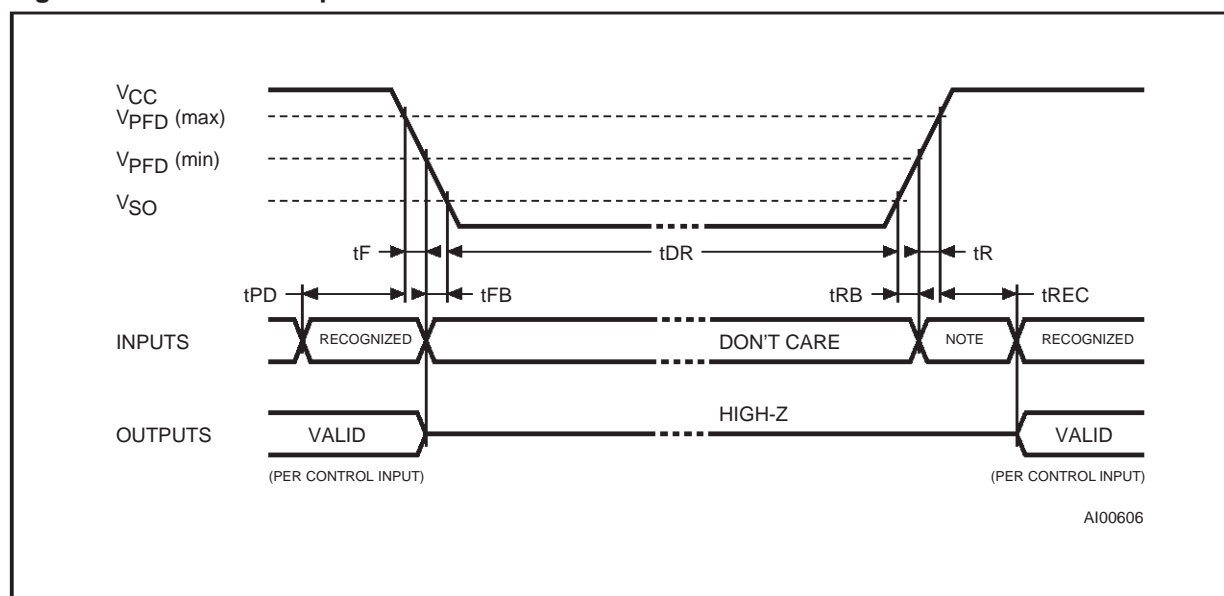 VCC
VPFD (max)
VPFD (min)
VSO
tF
tDR
tR
tPD
tFB
tRB
tREC
INPUTS
RECOGNIZED
DON'T CARE
NOTE
RECOGNIZED
HIGH-Z
OUTPUTS
VALID
VALID
(PER CONTROL INPUT)
(PER CONTROL INPUT)
AI00606